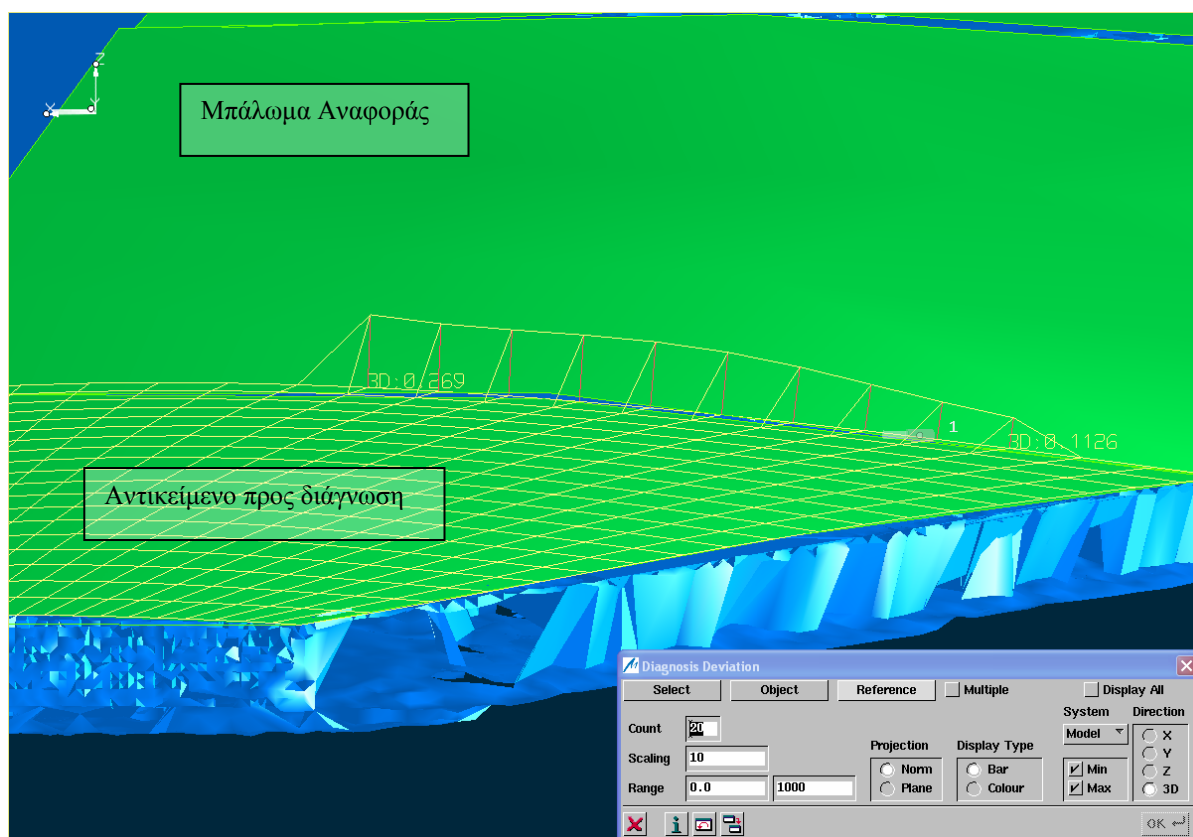 Z
X
Y
Μπάλωμα Αναφοράς
3D:0.269
1
3D:0.1126
Αντικείμενο προς διάγνωση
Diagnosis Deviation
Select Object Reference Multiple Display All
System Direction
Count 20 Model X
Projection Display Type Y
Scaling 10 Norm Bar Min Z
Range 0.0 1000 Plane Colour Max 3D
i OK